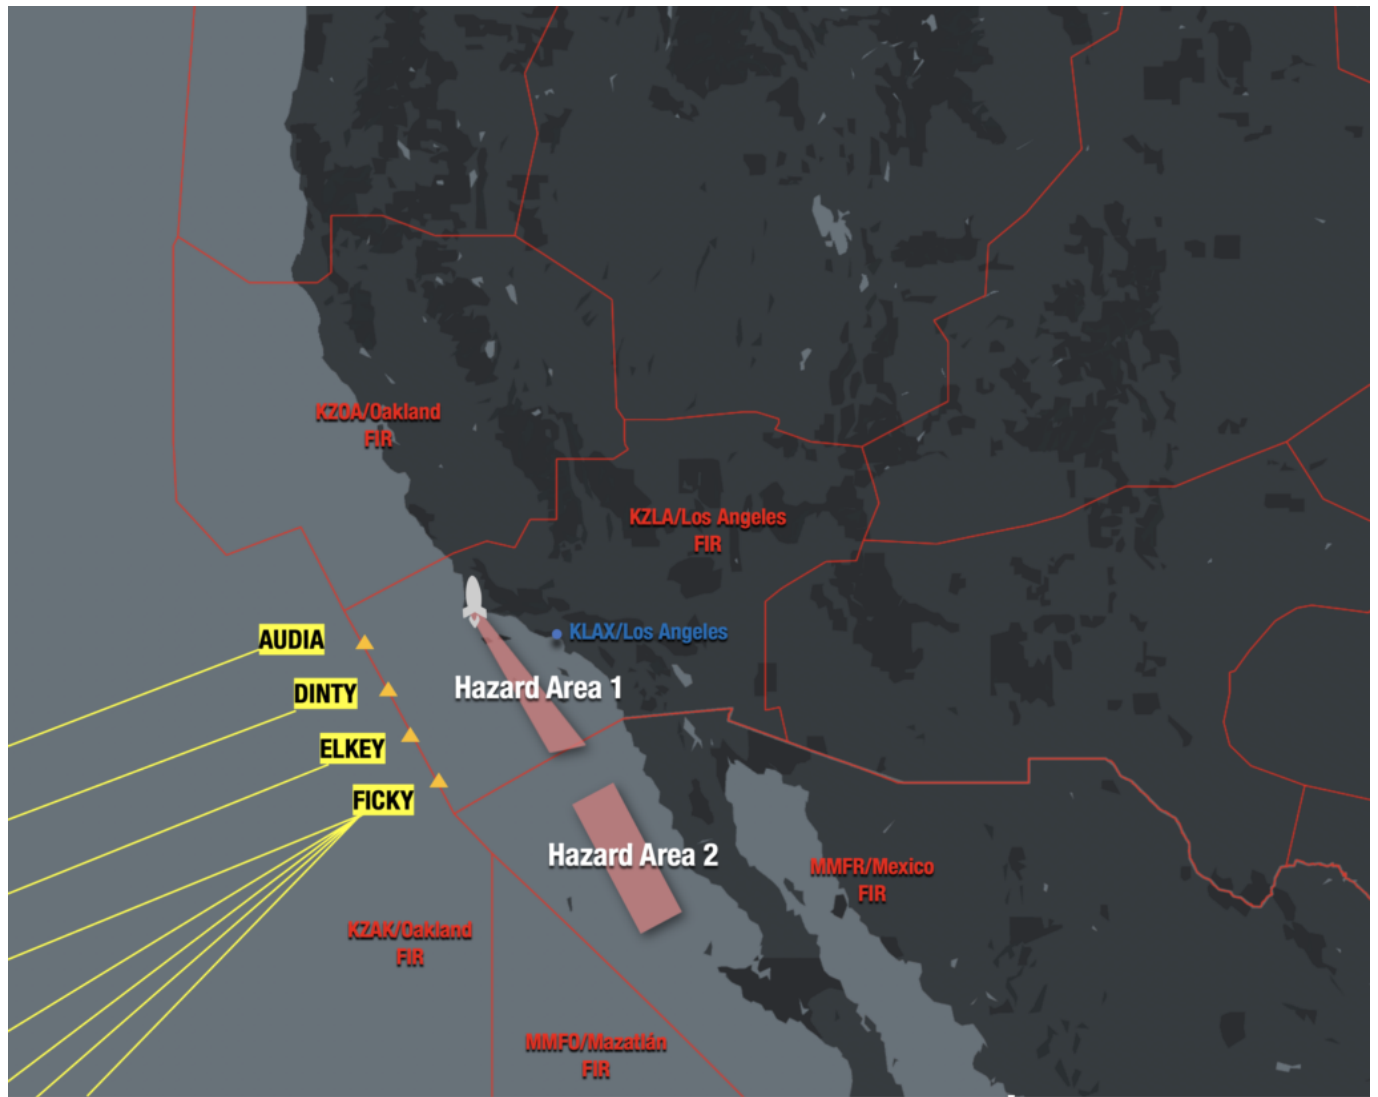 KZOA/Oakland
FIR
KZLA/Los Angeles
FIR
KLAX/Los Angeles
AUDIA
DINTY
Hazard Area 1
ELKEY
FICKY
Hazard Area 2
MMFR/Mexico
FIR
KZAK/Oakland
FIR
MMFO/Mazatlán
FIR